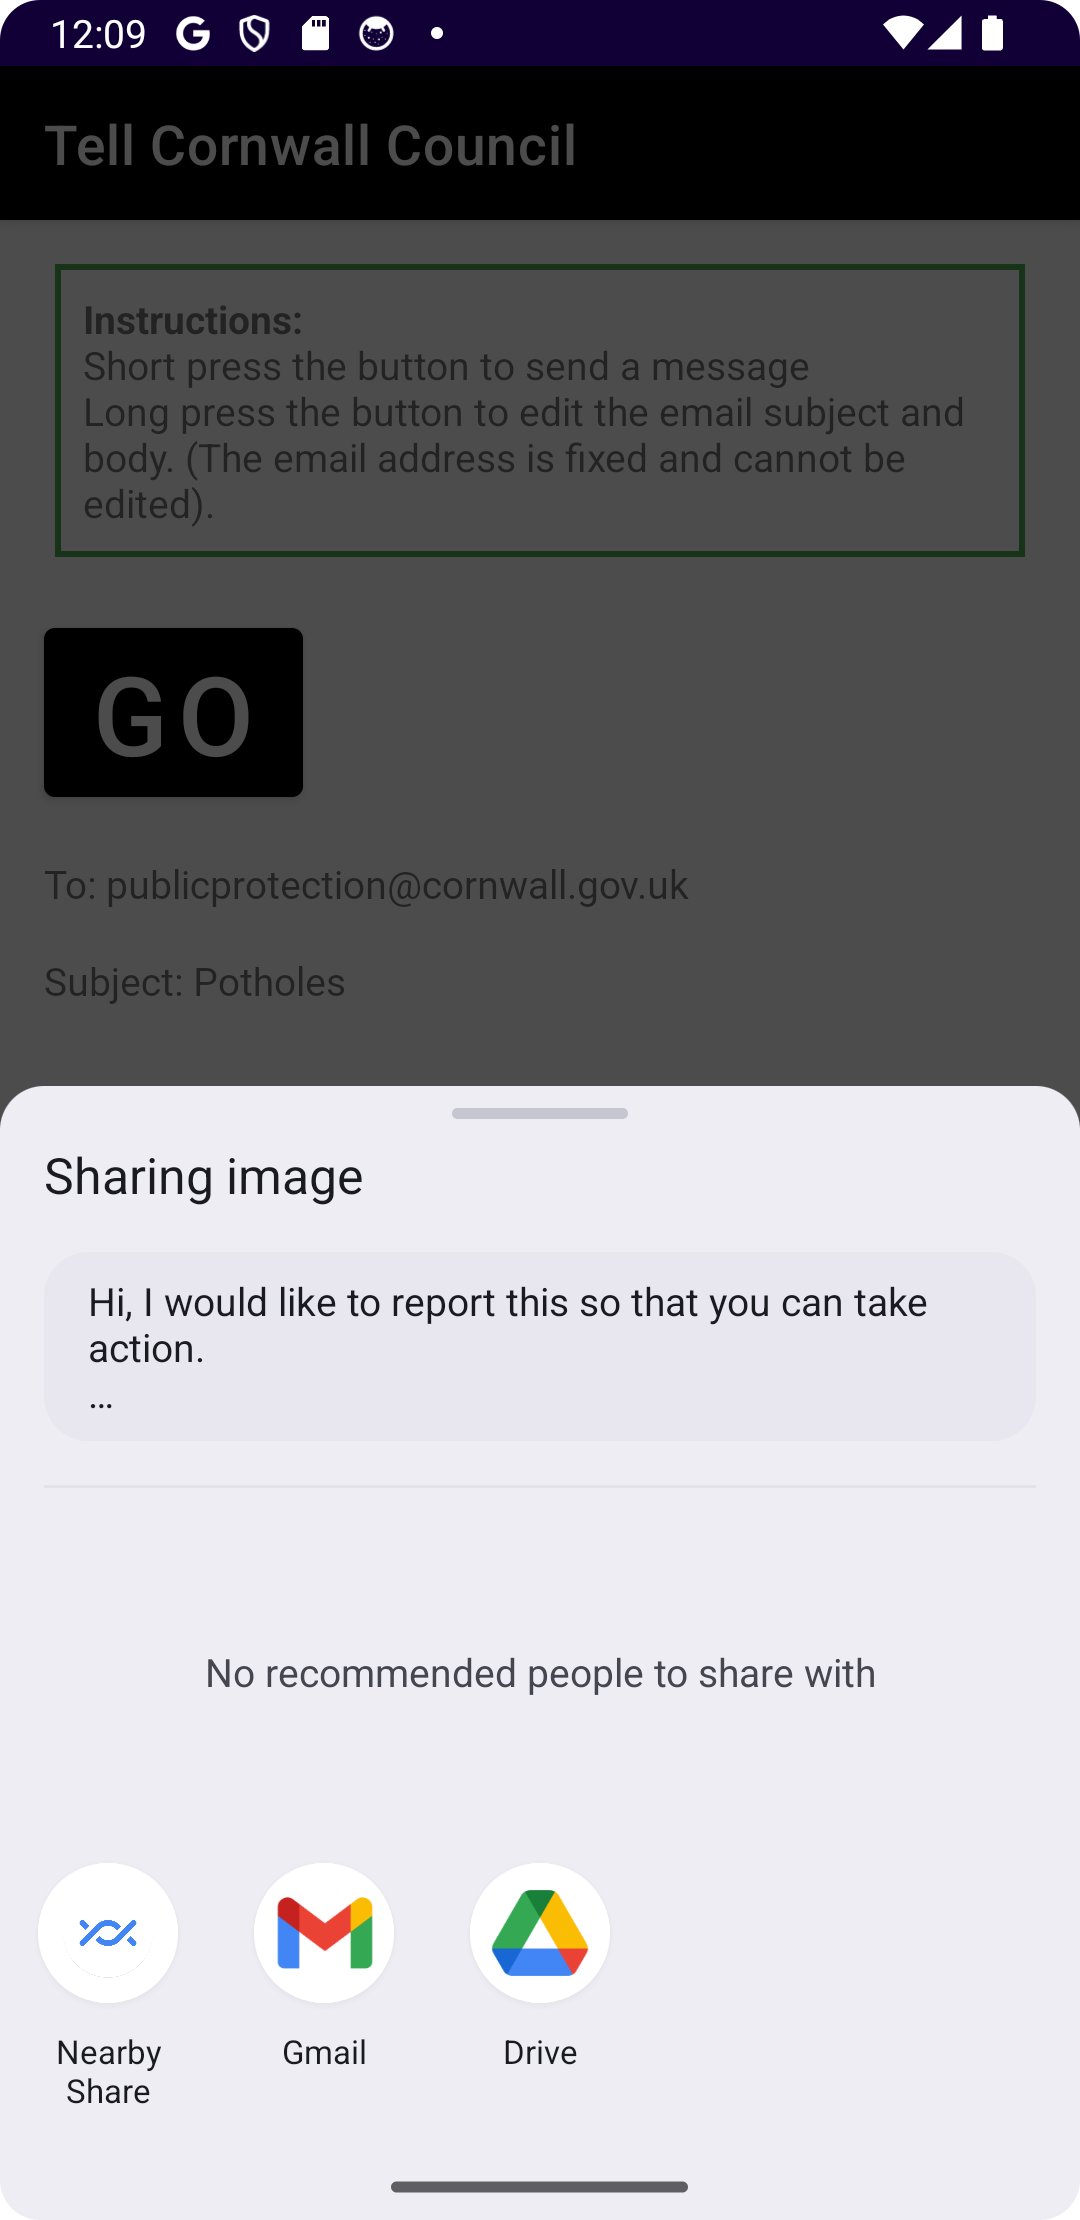 12:09
Tell Cornwall Council
Instructions:
Short press the button to send a message
Long press the button to edit the email subject and
body. (The email address is fixed and cannot be
edited).
GO
To: publicprotection@cornwall.gov.uk
Subject: Potholes
Sharing image
Hi, I would like to report this so that you can take
action.
…
No recommended people to share with
Nearby
Share
Gmail
Drive